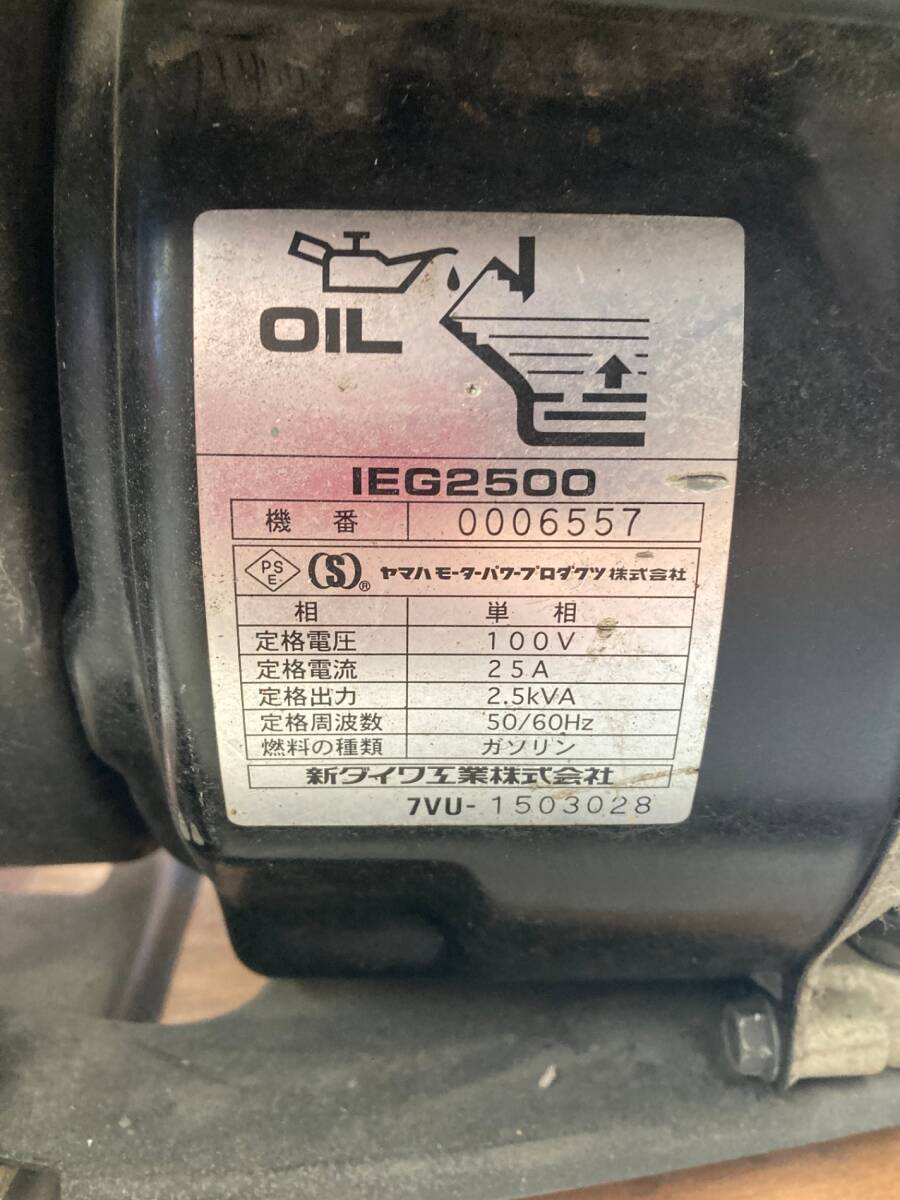 OIL
IEG2500
機 番 0006557
PS E (S)® ヤマハモーターパワープロダクツ株式会社
相 単 相
定格電圧 100V
定格電流 25A
定格出力 2.5kVA
定格周波数 50/60Hz
燃料の種類 ガソリン
新ダイワ工業株式会社
7VU-1503028